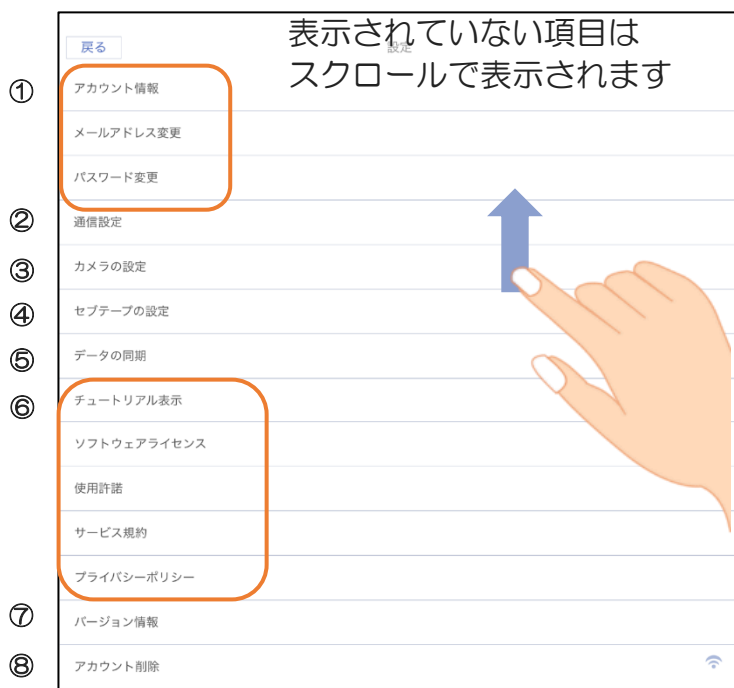 表示されていない項目は
戻る
設定
スクロールで表示されます
① アカウント情報
メールアドレス変更
パスワード変更
② 通信設定
③ カメラの設定
④ セブテープの設定
⑤ データの同期
⑥ チュートリアル表示
ソフトウェアライセンス
使用許諾
サービス規約
プライバシーポリシー
⑦ バージョン情報
⑧ アカウント削除